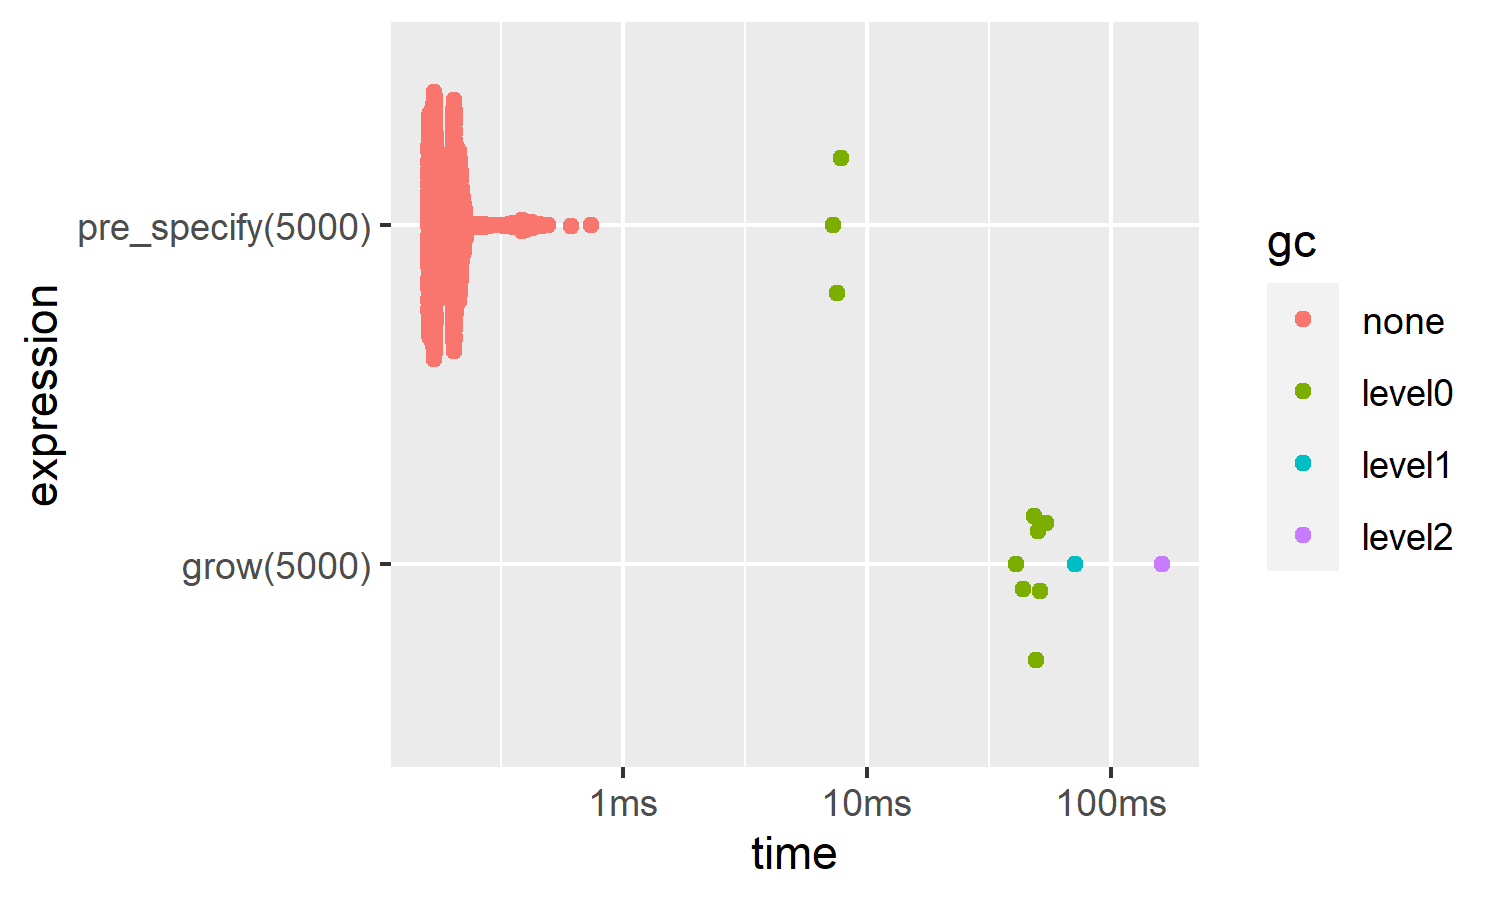 expression
pre_specify(5000)
grow(5000)
1ms
10ms
100ms
time
gc
none
level0
level1
level2